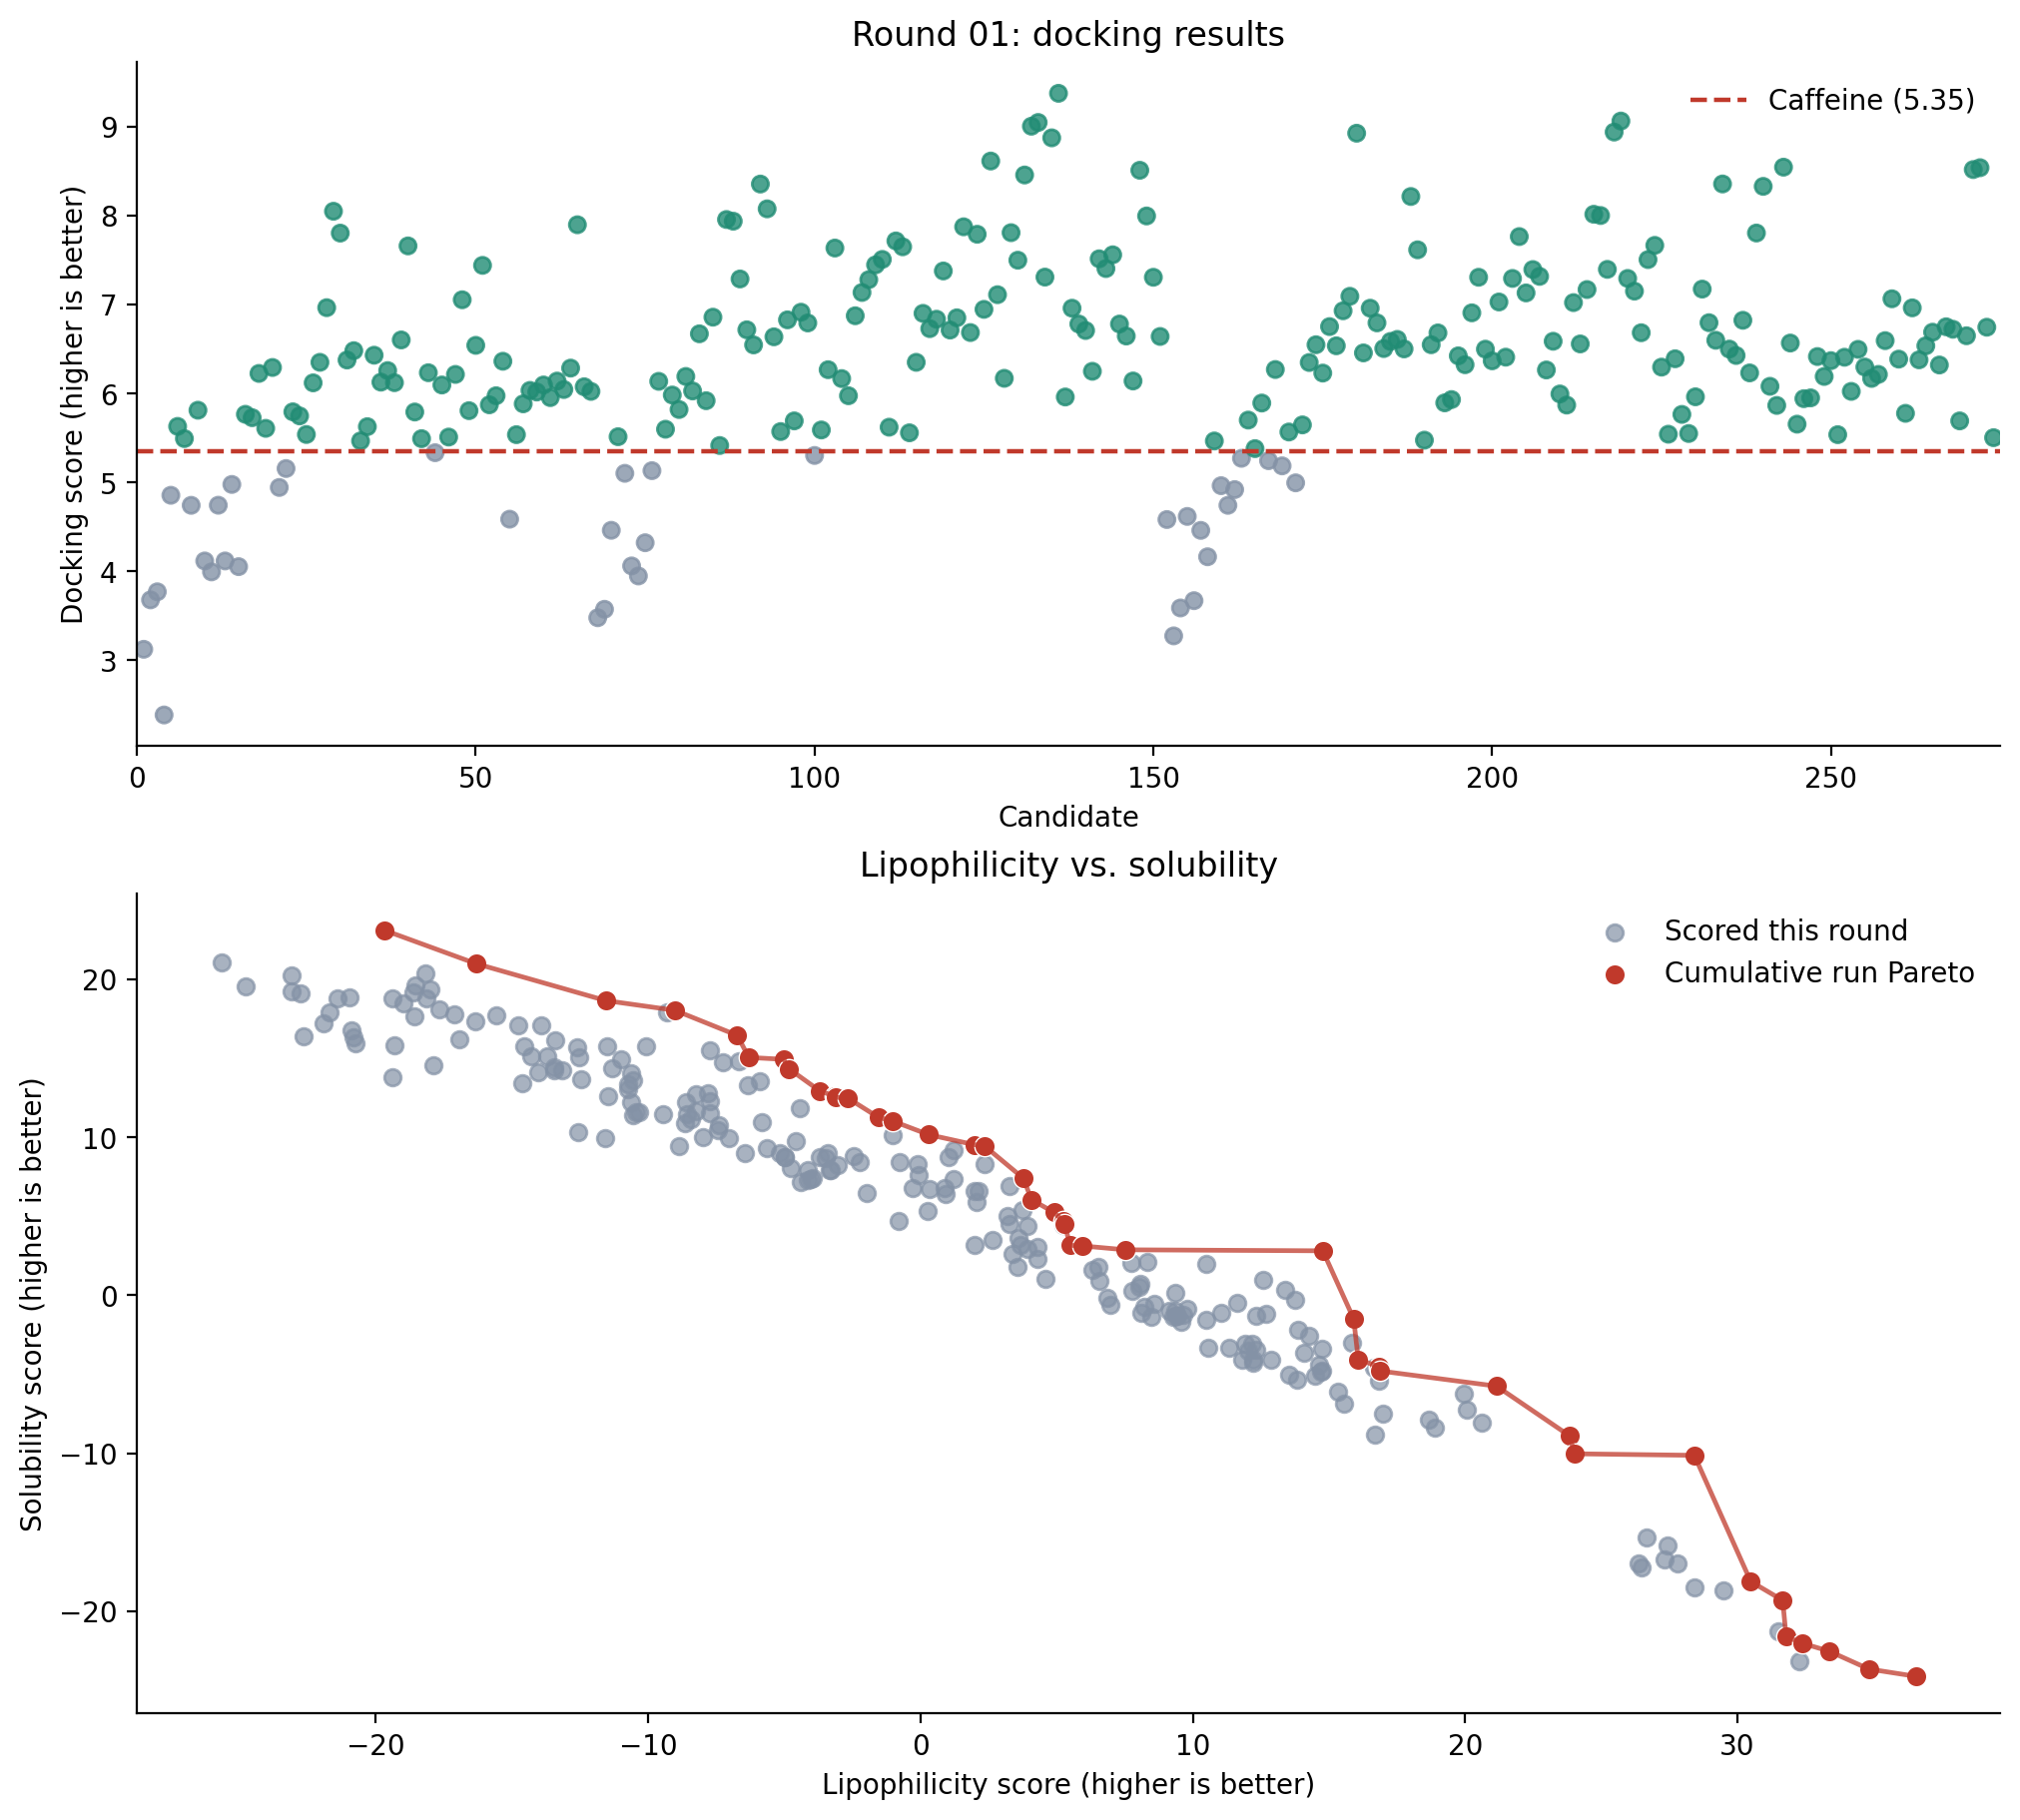 Round 01: docking results
Caffeine (5.35)
Docking score (higher is better)
9
8
7
6
5
4
3
0 50 100 150 200 250
Candidate
Lipophilicity vs. solubility
Scored this round
Cumulative run Pareto
Solubility score (higher is better)
20
10
0
−10
−20
−20 −10 0 10 20 30
Lipophilicity score (higher is better)